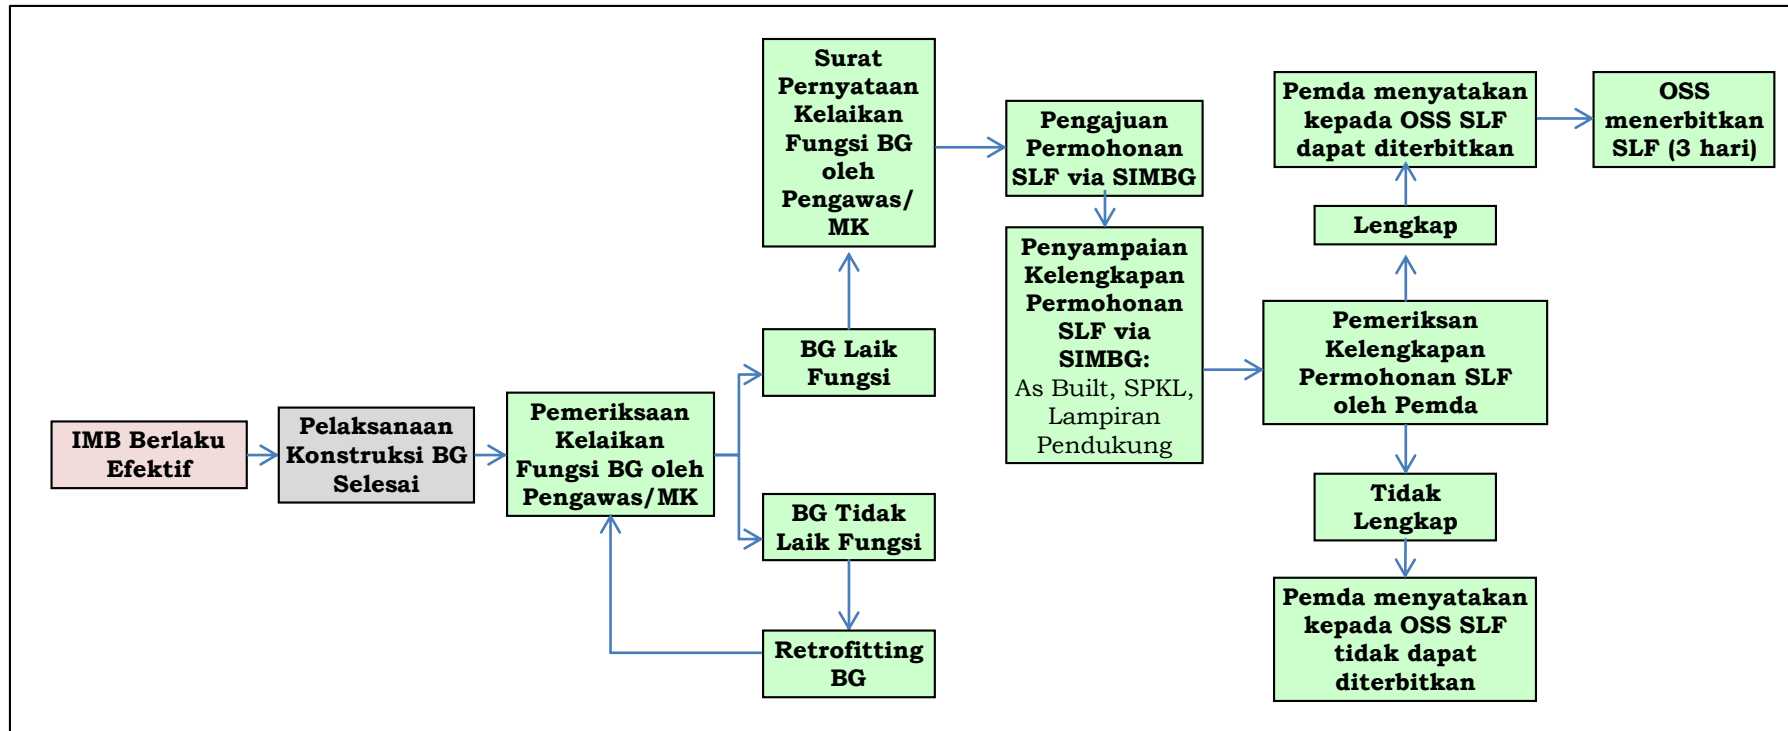 IMB Berlaku
Efektif
Pelaksanaan
Konstruksi BG
Selesai
Pemeriksaan
Kelaikan
Fungsi BG oleh
Pengawas/MK
BG Laik
Fungsi
BG Tidak
Laik Fungsi
Retrofitting
BG
Surat
Pernyataan
Kelaikan
Fungsi BG
oleh
Pengawas/
MK
Pengajuan
Permohonan
SLF via SIMBG
Penyampaian
Kelengkapan
Permohonan
SLF via
SIMBG:
As Built, SPKL,
Lampiran
Pendukung
Pemeriksan
Kelengkapan
Permohonan SLF
oleh Pemda
Lengkap
Pemda menyatakan
kepada OSS SLF
dapat diterbitkan
OSS
menerbitkan
SLF (3 hari)
Tidak
Lengkap
Pemda menyatakan
kepada OSS SLF
tidak dapat
diterbitkan